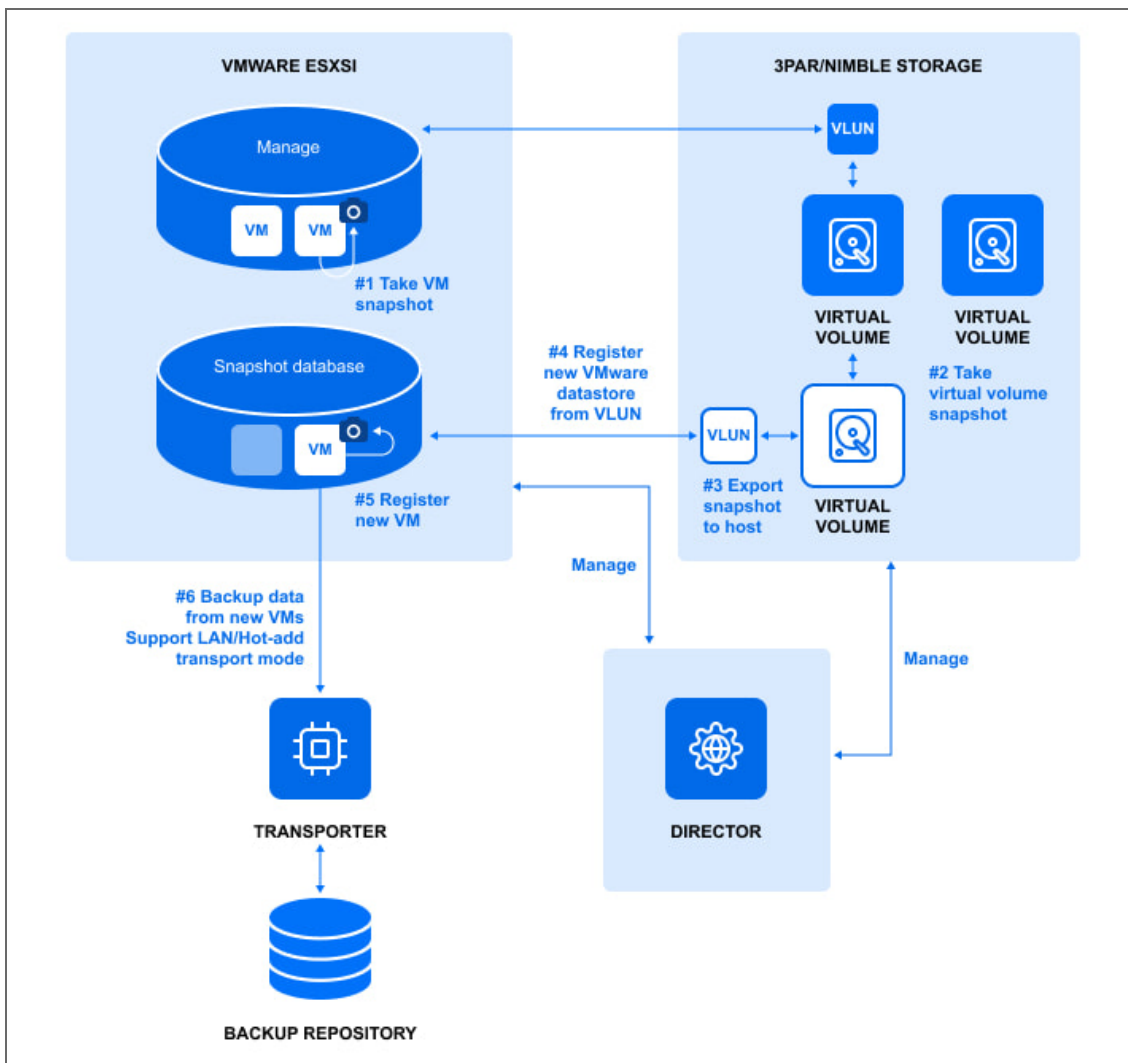 VMWARE ESXSI
3PAR/NIMBLE STORAGE
Manage
VLUN
VM
VM
#1 Take VM
snapshot
VIRTUAL
VOLUME
VIRTUAL
VOLUME
Snapshot database
#4 Register
new VMware
datastore
from VLUN
#2 Take
virtual volume
snapshot
VM
VLUN
#3 Export
snapshot
to host
VIRTUAL
VOLUME
#5 Register
new VM
Manage
#6 Backup data
from new VMs
Support LAN/Hot-add
transport mode
Manage
TRANSPORTER
DIRECTOR
BACKUP REPOSITORY